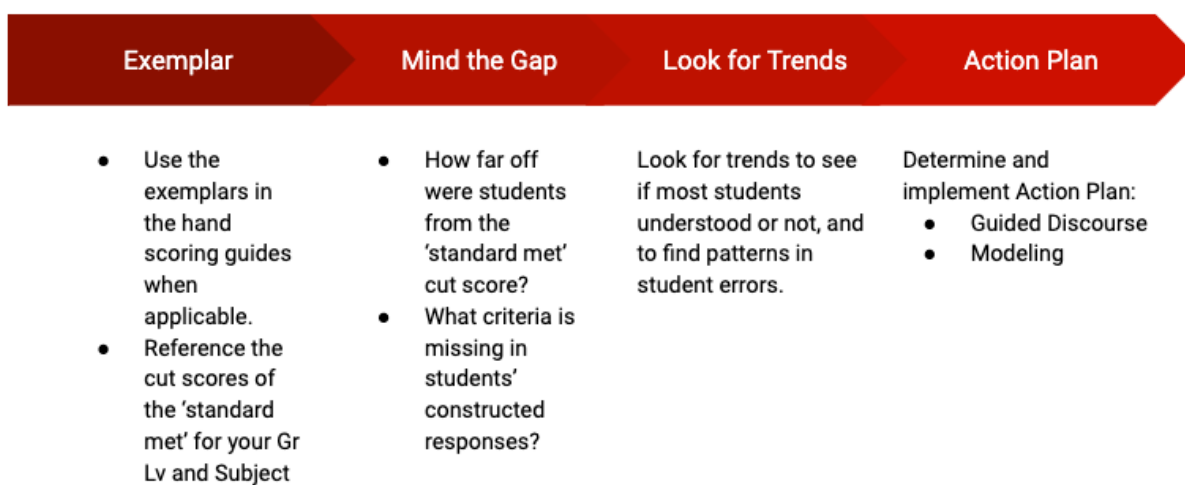 Exemplar
Mind the Gap
Look for Trends
Action Plan
● Use the
exemplars in
the hand
scoring guides
when
applicable.
● Reference the
cut scores of
the ‘standard
met’ for your Gr
Lv and Subject
● How far off
were students
from the
‘standard met’
cut score?
● What criteria is
missing in
students’
constructed
responses?
Look for trends to see
if most students
understood or not, and
to find patterns in
student errors.
Determine and
implement Action Plan:
● Guided Discourse
● Modeling